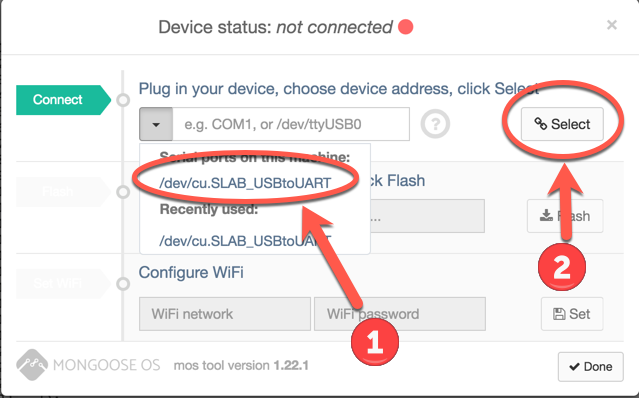 Device status: not connected
×
Connect
Plug in your device, choose device address, click Select
e.g. COM1, or /dev/ttyUSB0
?
Select
Serial ports on this machine:
/dev/cu.SLAB_USBtoUART
Recently used:
/dev/cu.SLAB_USBtoUART
Flash
ck Flash
...
Flash
Set WiFi
Configure WiFi
WiFi network
WiFi password
Set
1
2
MONGOOSE OS
mos tool version 1.22.1
Done